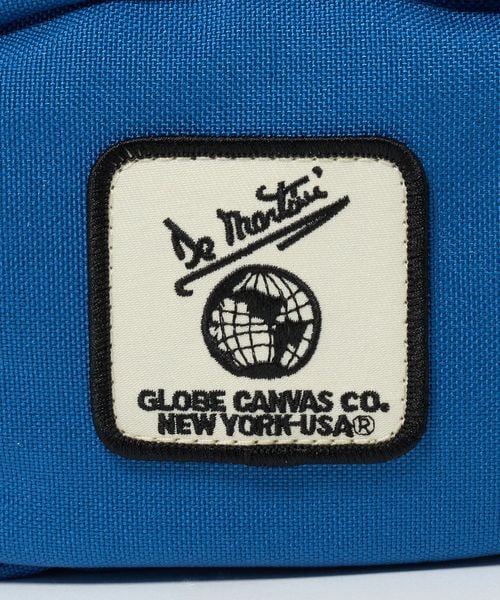 De Martini
GLOBE CANVAS CO.
NEW YORK-USA®